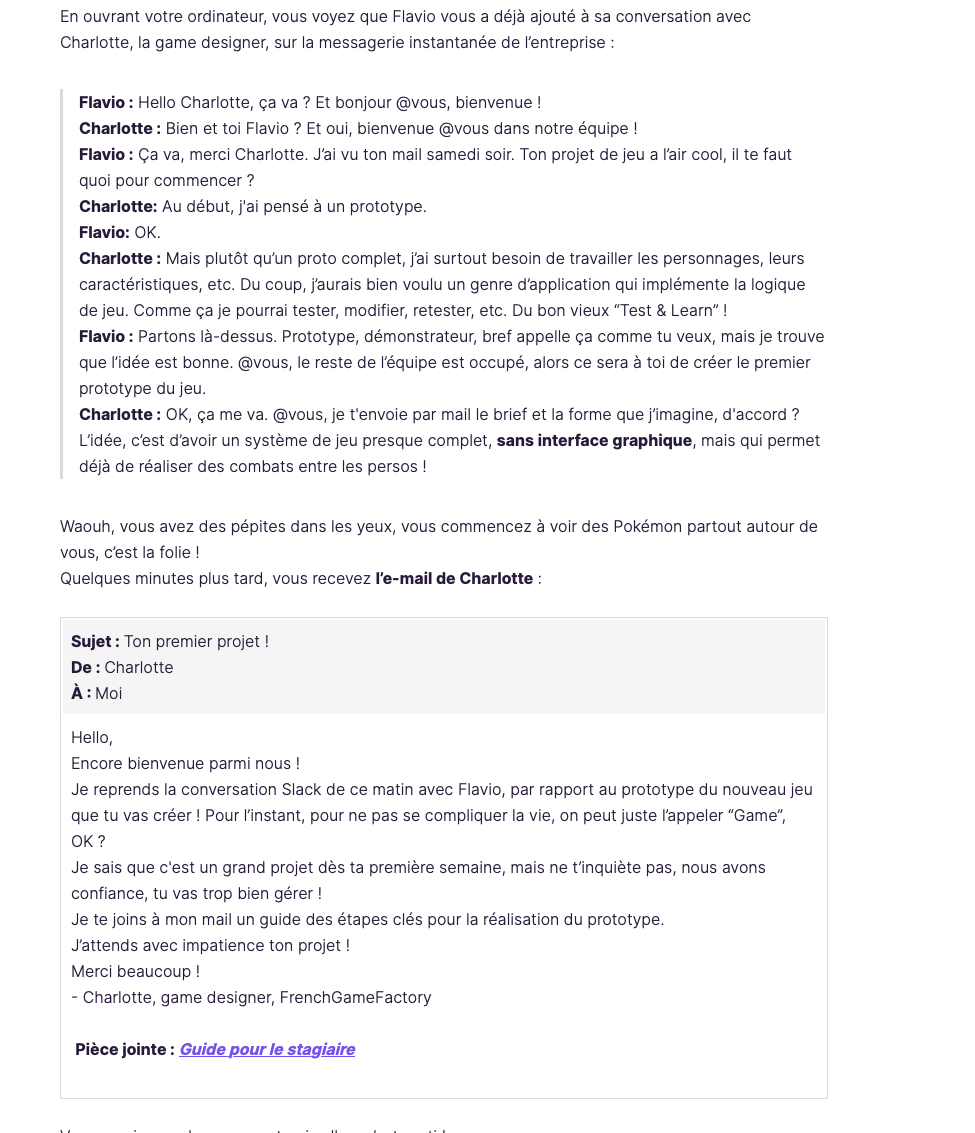 En ouvrant votre ordinateur, vous voyez que Flavio vous a déjà ajouté à sa conversation avec
Charlotte, la game designer, sur la messagerie instantanée de l’entreprise :
Flavio : Hello Charlotte, ça va ? Et bonjour @vous, bienvenue !
Charlotte : Bien et toi Flavio ? Et oui, bienvenue @vous dans notre équipe !
Flavio : Ça va, merci Charlotte. J’ai vu ton mail samedi soir. Ton projet de jeu a l’air cool, il te faut
quoi pour commencer ?
Charlotte: Au début, j'ai pensé à un prototype.
Flavio: OK.
Charlotte : Mais plutôt qu’un proto complet, j’ai surtout besoin de travailler les personnages, leurs
caractéristiques, etc. Du coup, j’aurais bien voulu un genre d’application qui implémente la logique
de jeu. Comme ça je pourrai tester, modifier, retester, etc. Du bon vieux “Test & Learn” !
Flavio : Partons là-dessus. Prototype, démonstrateur, bref appelle ça comme tu veux, mais je trouve
que l’idée est bonne. @vous, le reste de l’équipe est occupé, alors ce sera à toi de créer le premier
prototype du jeu.
Charlotte : OK, ça me va. @vous, je t'envoie par mail le brief et la forme que j’imagine, d'accord ?
L’idée, c’est d’avoir un système de jeu presque complet, sans interface graphique, mais qui permet
déjà de réaliser des combats entre les persos !
Waouh, vous avez des pépites dans les yeux, vous commencez à voir des Pokémon partout autour de
vous, c’est la folie !
Quelques minutes plus tard, vous recevez l’e-mail de Charlotte :
Sujet : Ton premier projet !
De : Charlotte
À : Moi
Hello,
Encore bienvenue parmi nous !
Je reprends la conversation Slack de ce matin avec Flavio, par rapport au prototype du nouveau jeu
que tu vas créer ! Pour l’instant, pour ne pas se compliquer la vie, on peut juste l’appeler “Game”,
OK ?
Je sais que c'est un grand projet dès ta première semaine, mais ne t’inquiète pas, nous avons
confiance, tu vas trop bien gérer !
Je te joins à mon mail un guide des étapes clés pour la réalisation du prototype.
J’attends avec impatience ton projet !
Merci beaucoup !
- Charlotte, game designer, FrenchGameFactory
Pièce jointe : Guide pour le stagiaire